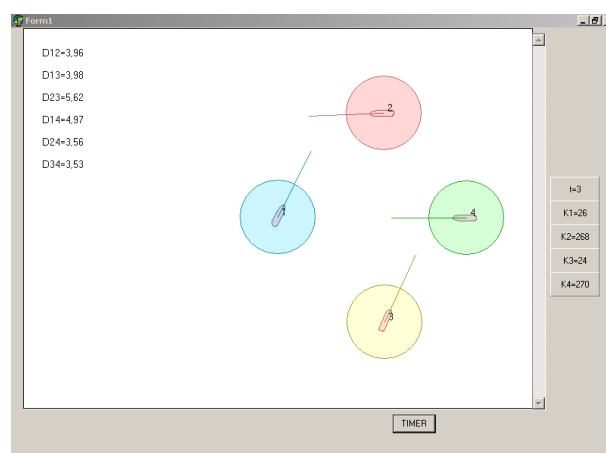 Form1
D12=3,96
D13=3,98
D23=5,62
D14=4,97
D24=3,56
D34=3,53
2
1
4
3
t=3
K1=26
K2=268
K3=24
K4=270
TIMER